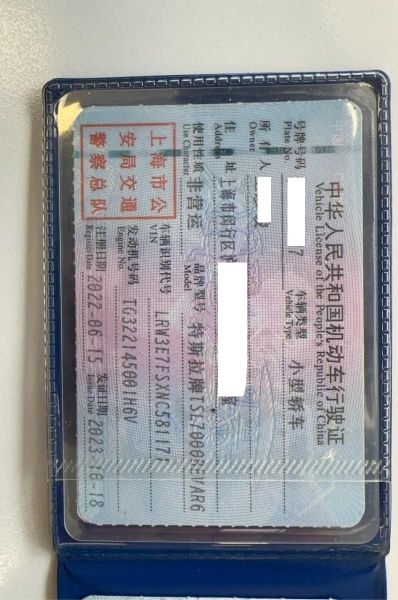 中华人民共和国机动车行驶证
Vehicle License of the People's Republic of China
号牌号码 7 车辆类型 小型轿车
Plate No. Vehicle Type
所有人
Owner
住址 上海市闵行区 室
Address
使用性质 非营运 品牌型号 特斯拉牌
Use Character Model
上海市公
安局交通
警察总队
车辆识别代号
VIN
发动机号码 TG322145001H6V
Engine No.
注册日期 2022-06-15 发证日期 2023-10-18
Register Date Issue Date